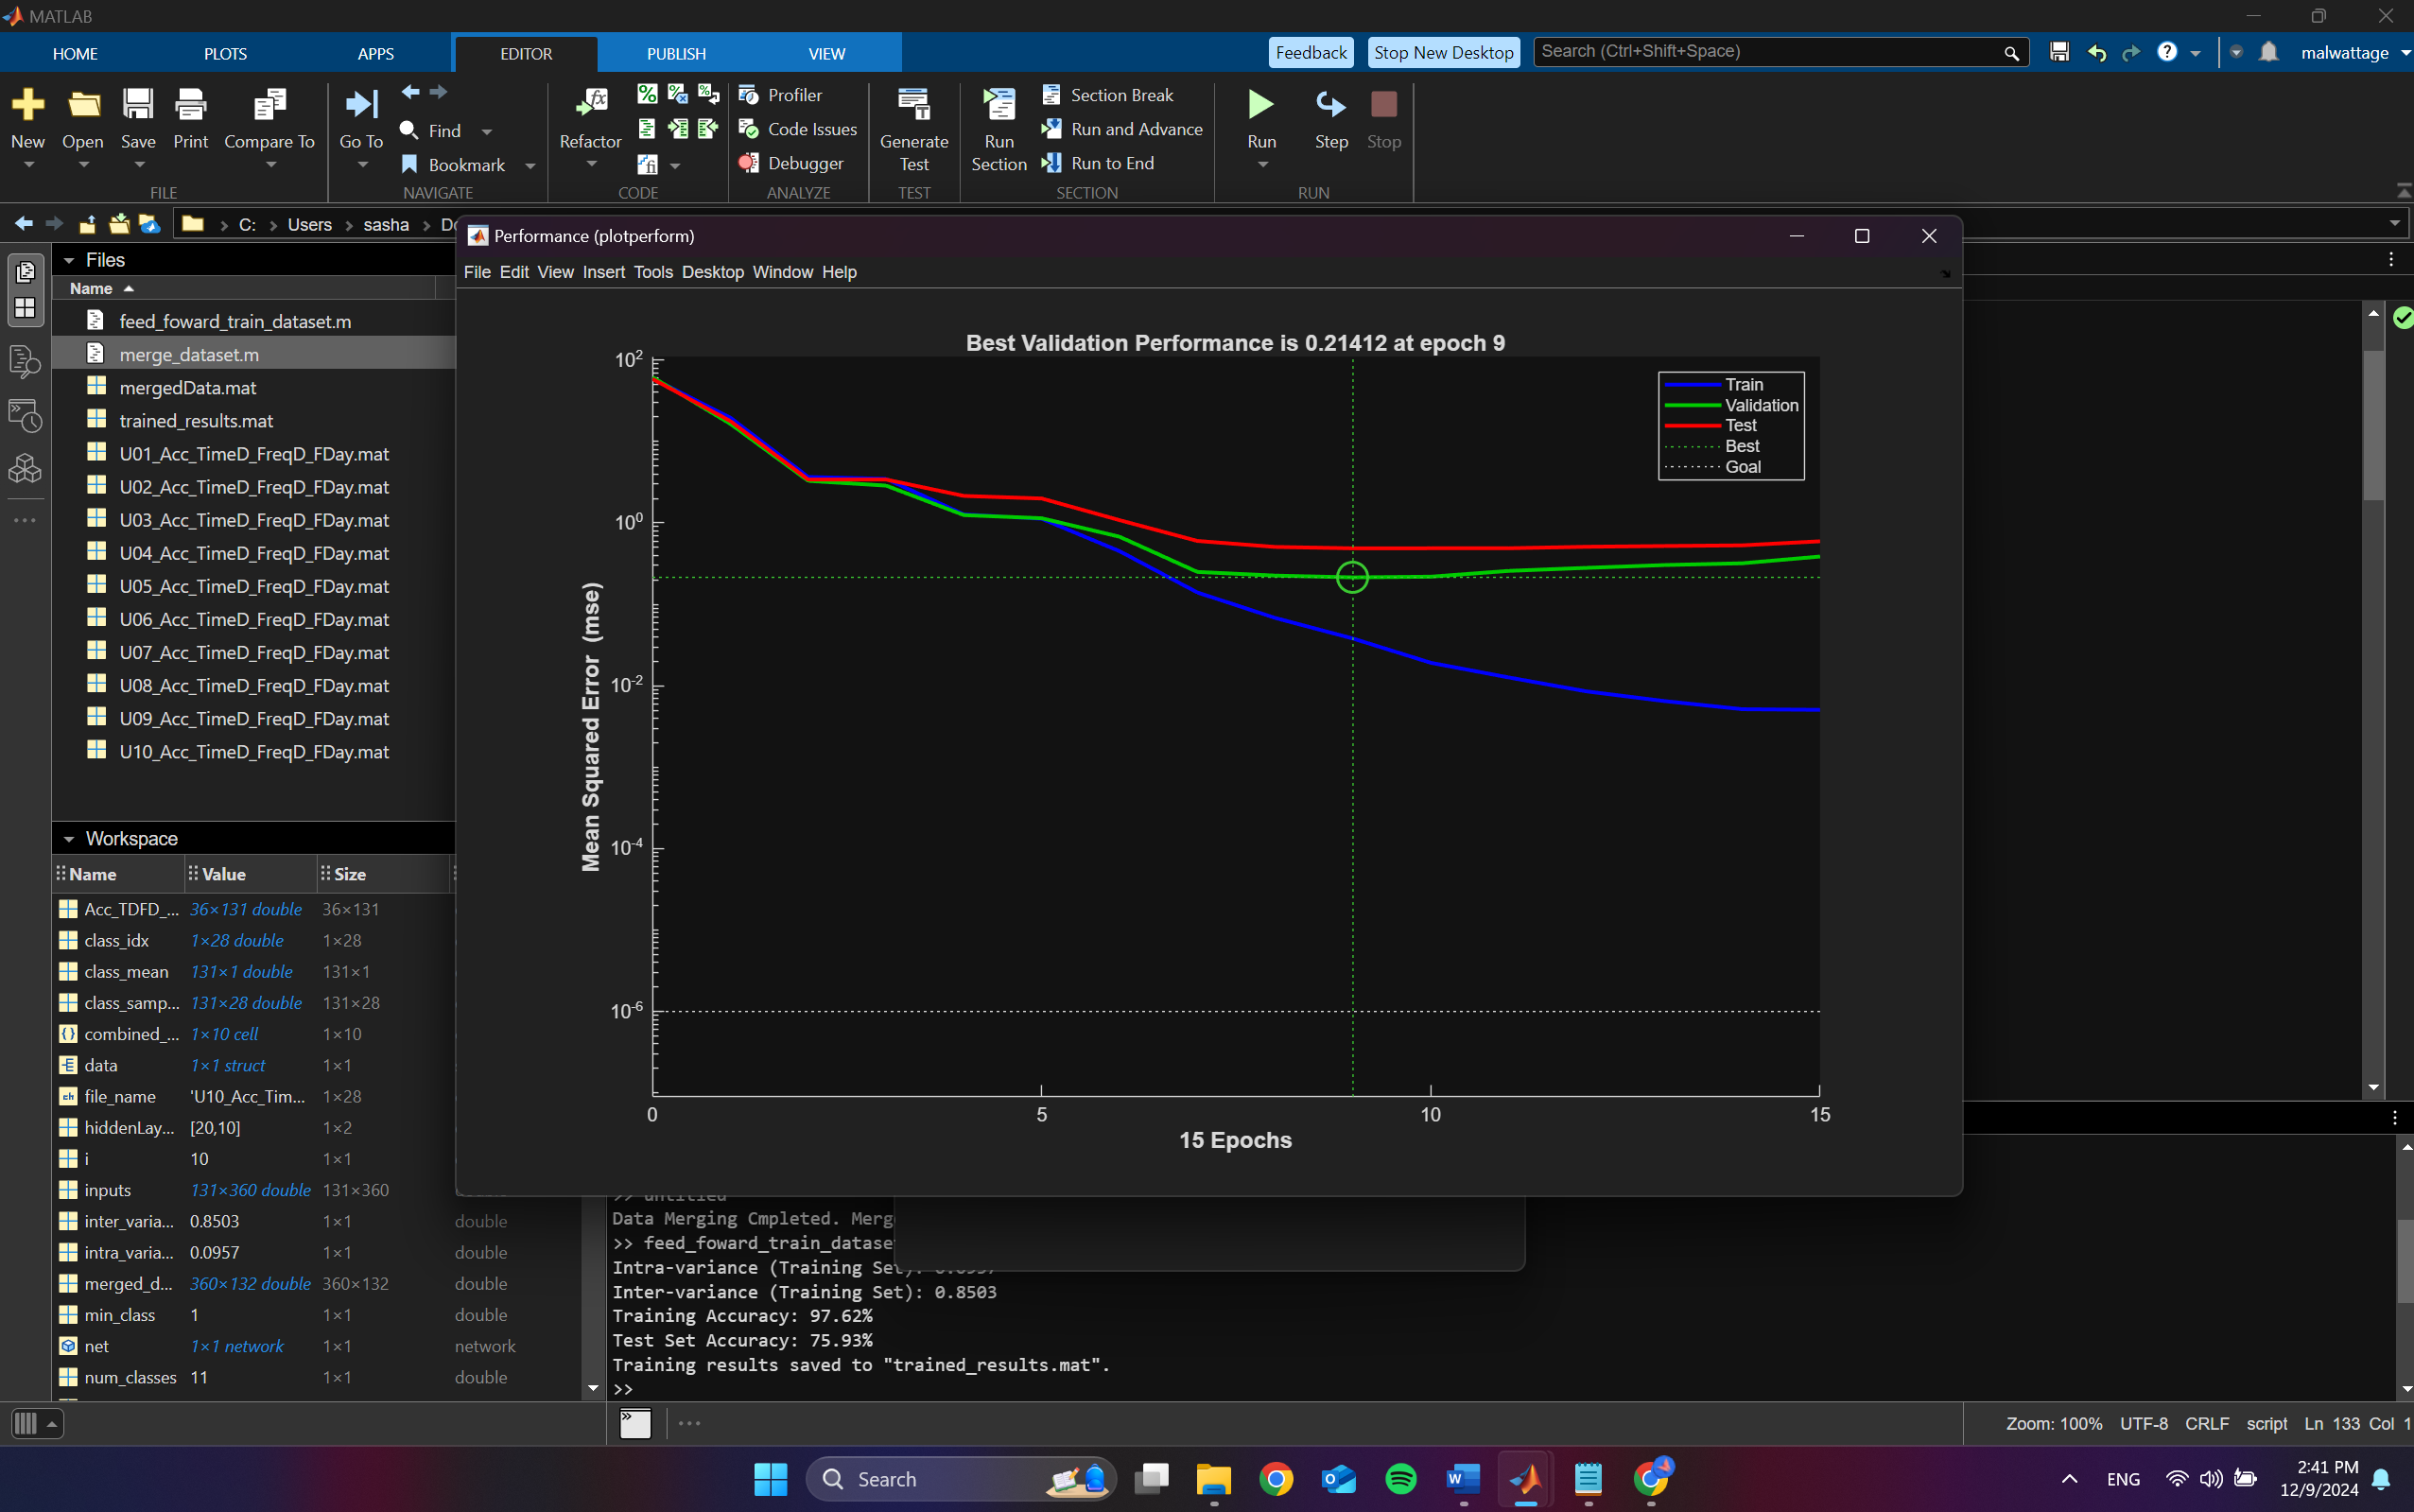 MATLAB
HOME PLOTS APPS EDITOR PUBLISH VIEW Feedback Stop New Desktop Search (Ctrl+Shift+Space) malwattage
New Open Save Print Compare To Go To Find Bookmark Refactor Profiler Code Issues Debugger Generate Test Run Section Section Break Run and Advance Run to End Run Step Stop
FILE NAVIGATE CODE ANALYZE TEST SECTION RUN
C: Users sasha
Performance (plotperform)
File Edit View Insert Tools Desktop Window Help
Files
Name
feed_foward_train_dataset.m
merge_dataset.m
mergedData.mat
trained_results.mat
U01_Acc_TimeD_FreqD_FDay.mat
U02_Acc_TimeD_FreqD_FDay.mat
U03_Acc_TimeD_FreqD_FDay.mat
U04_Acc_TimeD_FreqD_FDay.mat
U05_Acc_TimeD_FreqD_FDay.mat
U06_Acc_TimeD_FreqD_FDay.mat
U07_Acc_TimeD_FreqD_FDay.mat
U08_Acc_TimeD_FreqD_FDay.mat
U09_Acc_TimeD_FreqD_FDay.mat
U10_Acc_TimeD_FreqD_FDay.mat
Best Validation Performance is 0.21412 at epoch 9
Train
Validation
Test
Best
Goal
Mean Squared Error (mse)
10^2
10^0
10^-2
10^-4
10^-6
0 5 10 15
15 Epochs
Workspace
Name Value Size
Acc_TDFD_... 36×131 double 36×131
class_idx 1×28 double 1×28
class_mean 131×1 double 131×1
class_samp... 131×28 double 131×28
combined_... 1×10 cell 1×10
data 1×1 struct 1×1
file_name 'U10_Acc_Tim... 1×28
hiddenLay... [20,10] 1×2
i 10 1×1
inputs 131×360 double 131×360
inter_varia... 0.8503 1×1 double
intra_varia... 0.0957 1×1 double
merged_d... 360×132 double 360×132 double
min_class 1 1×1 double
net 1×1 network 1×1 network
num_classes 11 1×1 double
>> untitled
Data Merging Cmpleted. Merg
>> feed_foward_train_datase
Intra-variance (Training Set): 0.0957
Inter-variance (Training Set): 0.8503
Training Accuracy: 97.62%
Test Set Accuracy: 75.93%
Training results saved to "trained_results.mat".
>>
Zoom: 100% UTF-8 CRLF script Ln 133 Col 1
Search
ENG
2:41 PM
12/9/2024